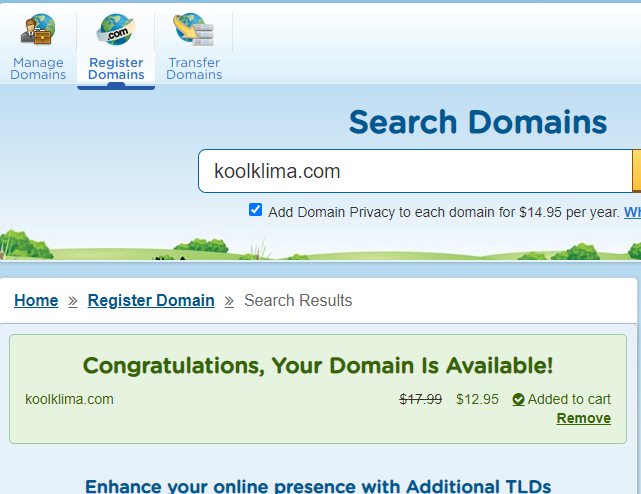 .com
Manage Domains
Register Domains
Transfer Domains
Search Domains
koolklima.com
Add Domain Privacy to each domain for $14.95 per year. Wh
Home » Register Domain » Search Results
Congratulations, Your Domain Is Available!
koolklima.com $17.99 $12.95 Added to cart
Remove
Enhance your online presence with Additional TLDs